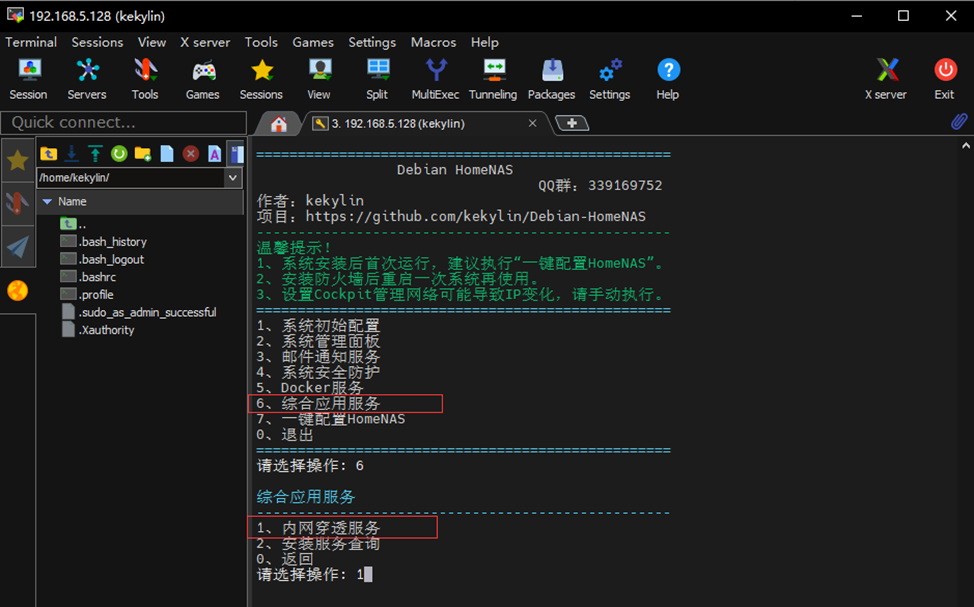 192.168.5.128 (kekylin)
Terminal Sessions View X server Tools Games Settings Macros Help
Session Servers Tools Games Sessions View Split MultiExec Tunneling Packages Settings Help X server Exit
Quick connect...
3. 192.168.5.128 (kekylin)
/home/kekylin/
Name
..
.bash_history
.bash_logout
.bashrc
.profile
.sudo_as_admin_successful
.Xauthority
==================================================
Debian HomeNAS
QQ群：339169752
作者：kekylin
项目：https://github.com/kekylin/Debian-HomeNAS
--------------------------------------------------
温馨提示！
1、系统安装后首次运行，建议执行“一键配置HomeNAS”。
2、安装防火墙后重启一次系统再使用。
3、设置Cockpit管理网络可能导致IP变化，请手动执行。
==================================================
1、系统初始配置
2、系统管理面板
3、邮件通知服务
4、系统安全防护
5、Docker服务
6、综合应用服务
7、一键配置HomeNAS
0、退出
==================================================
请选择操作：6
综合应用服务
--------------------------------------------------
1、内网穿透服务
2、安装服务查询
0、返回
请选择操作：1